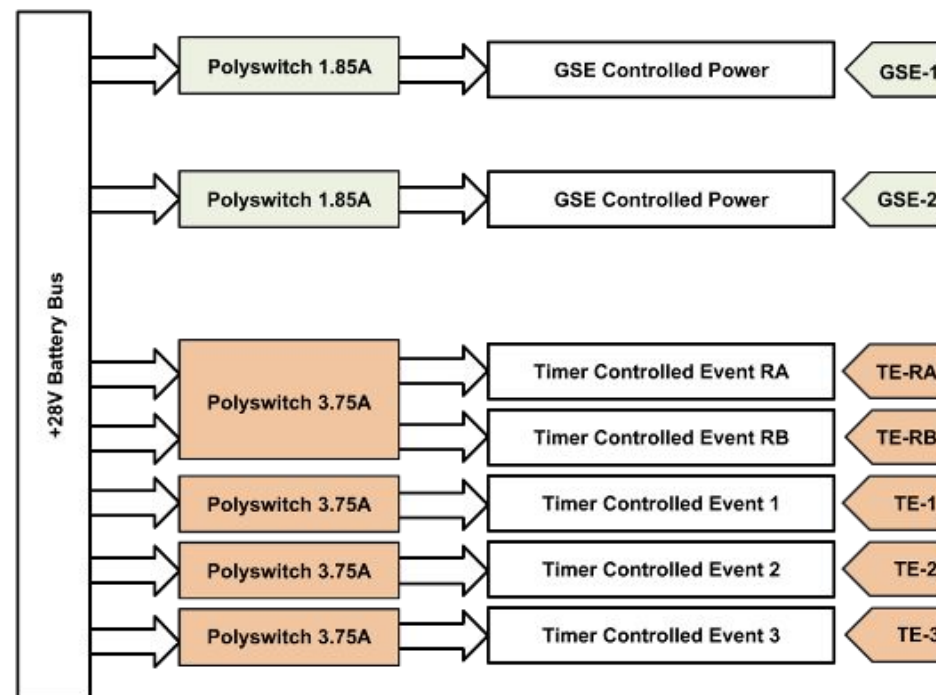 +28V Battery Bus
Polyswitch 1.85A
GSE Controlled Power
GSE-1
Polyswitch 1.85A
GSE Controlled Power
GSE-2
Polyswitch 3.75A
Timer Controlled Event RA
TE-RA
Timer Controlled Event RB
TE-RB
Polyswitch 3.75A
Timer Controlled Event 1
TE-1
Polyswitch 3.75A
Timer Controlled Event 2
TE-2
Polyswitch 3.75A
Timer Controlled Event 3
TE-3